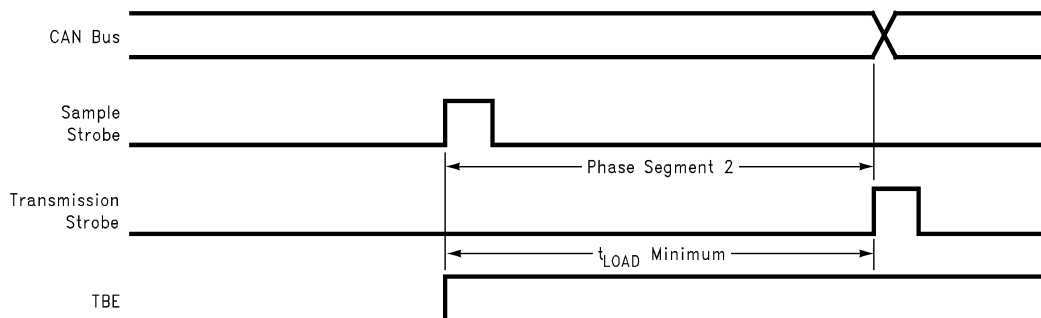 CAN Bus
Sample
Strobe
Phase Segment 2
Transmission
Strobe
tLOAD Minimum
TBE